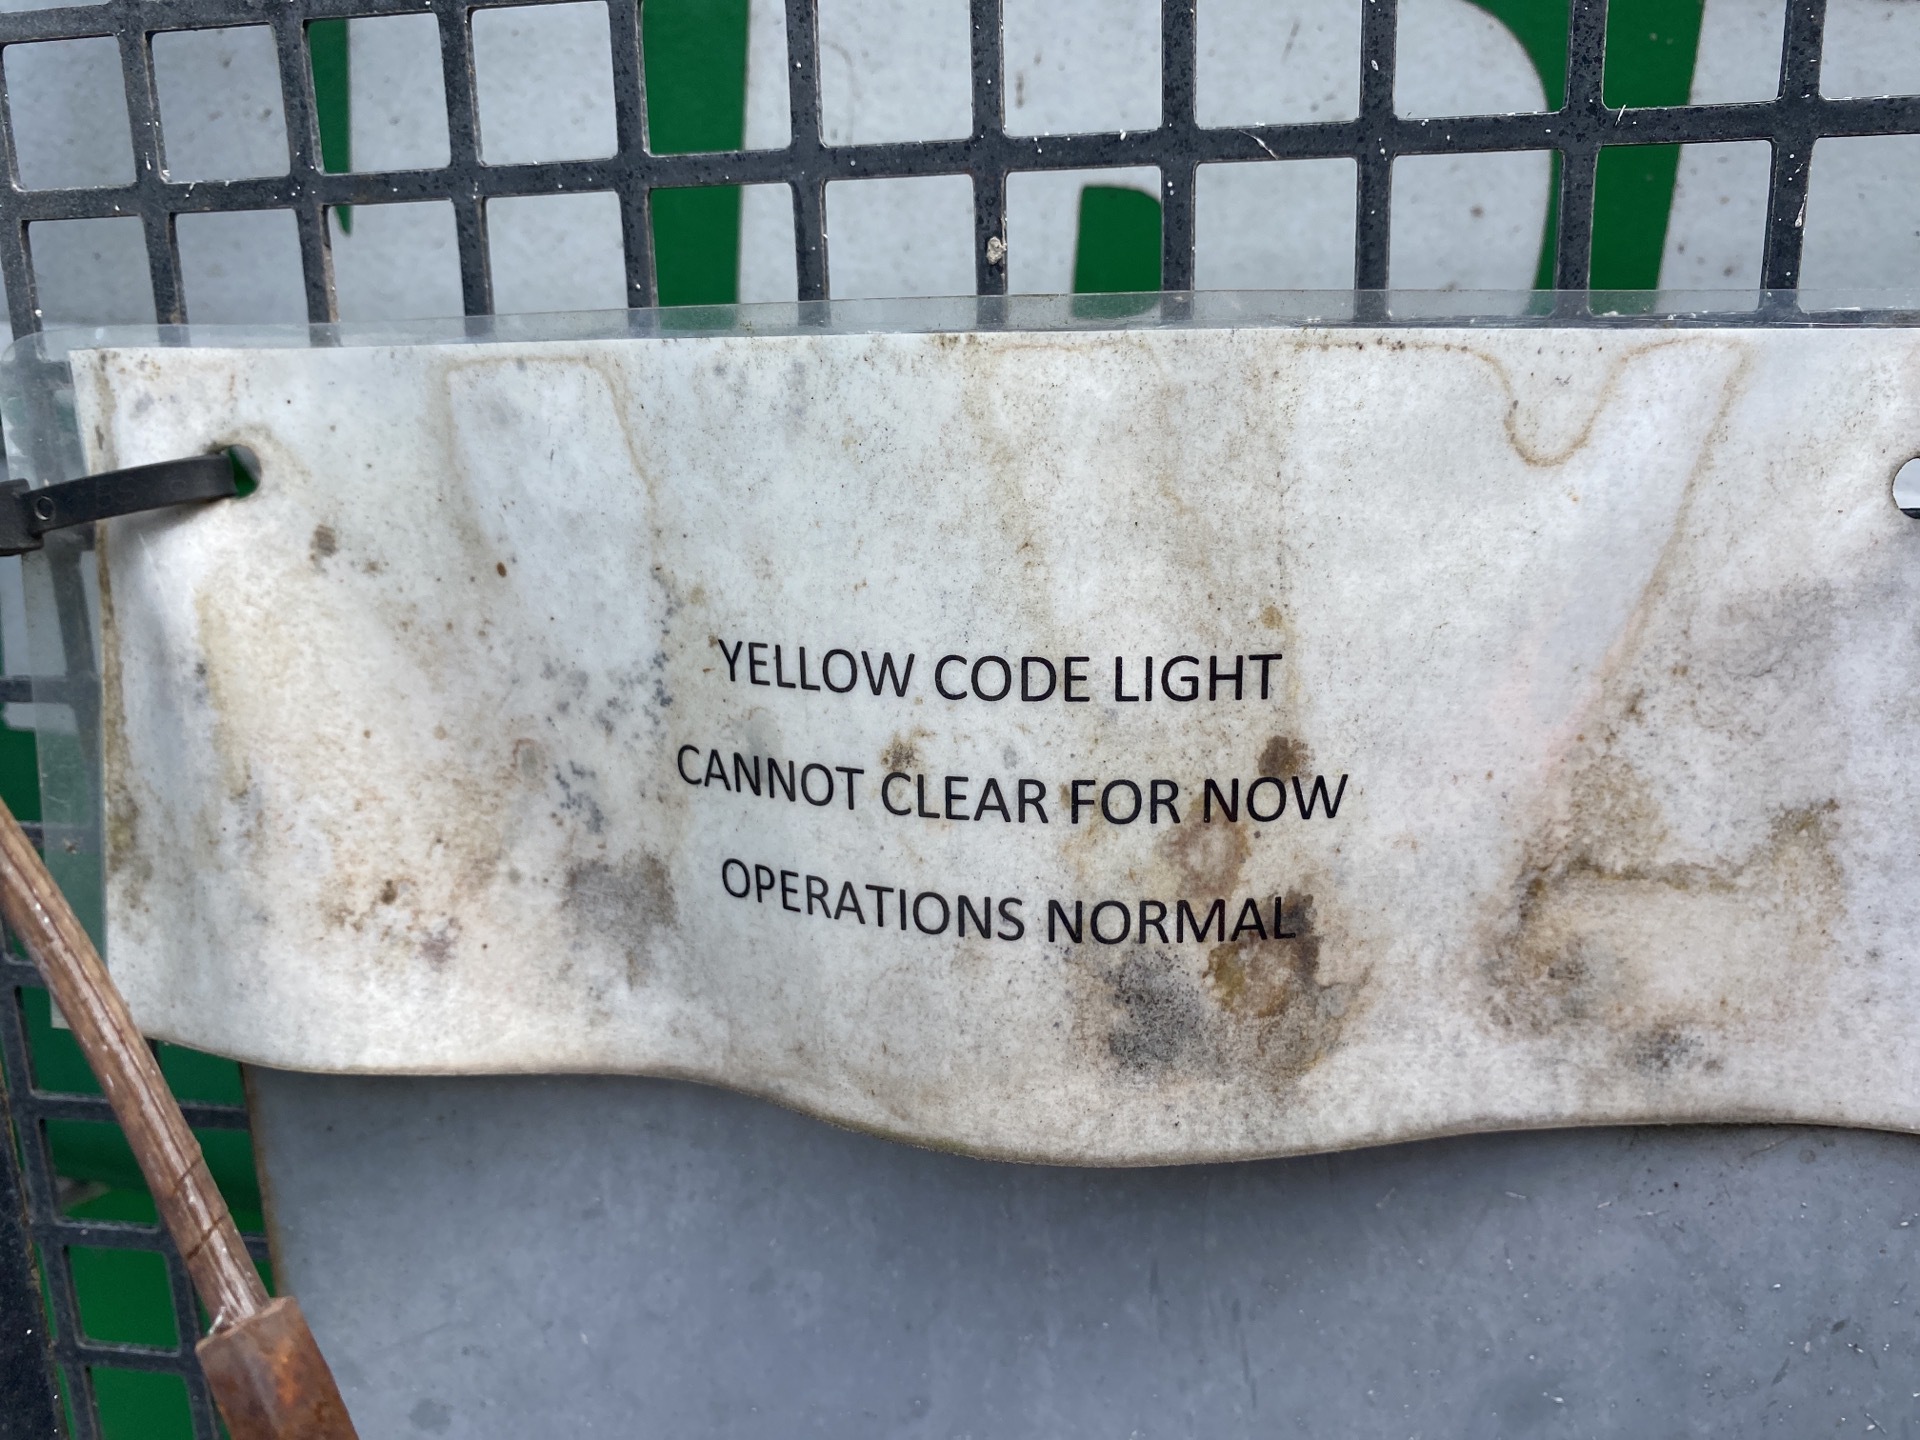 YELLOW CODE LIGHT
CANNOT CLEAR FOR NOW
OPERATIONS NORMAL